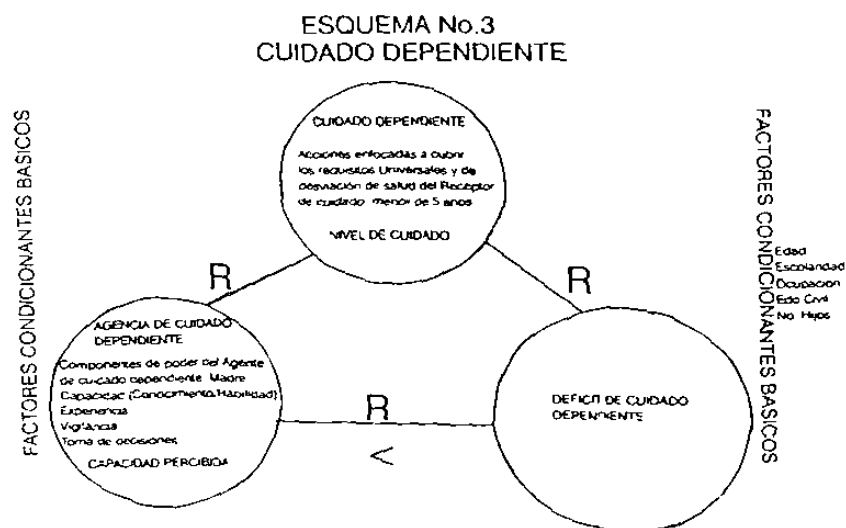 ESQUEMA No.3
CUIDADO DEPENDIENTE
FACTORES CONDICIONANTES BASICOS
CUIDADO DEPENDIENTE
Acciones enfocadas a cubrir
los requisitos Universales y de
desviación de salud del Receptor
de cuidado menor de 5 anos
NIVEL DE CUIDADO
R
R
AGENCIA DE CUIDADO
DEPENDIENTE
Componentes de poder del Agente
de cuidado dependiente Madre
Capacidad (Conocimiento/Habilidad)
Experiencia
Vigilancia
Toma de decisiones
CAPACIDAD PERCIBIDA
R
<
DEFICIT DE CUIDADO
DEPENDIENTE
FACTORES CONDICIONANTES BASICOS
Edad
Escolaridad
Ocupacion
Edo Civil
No Hijos